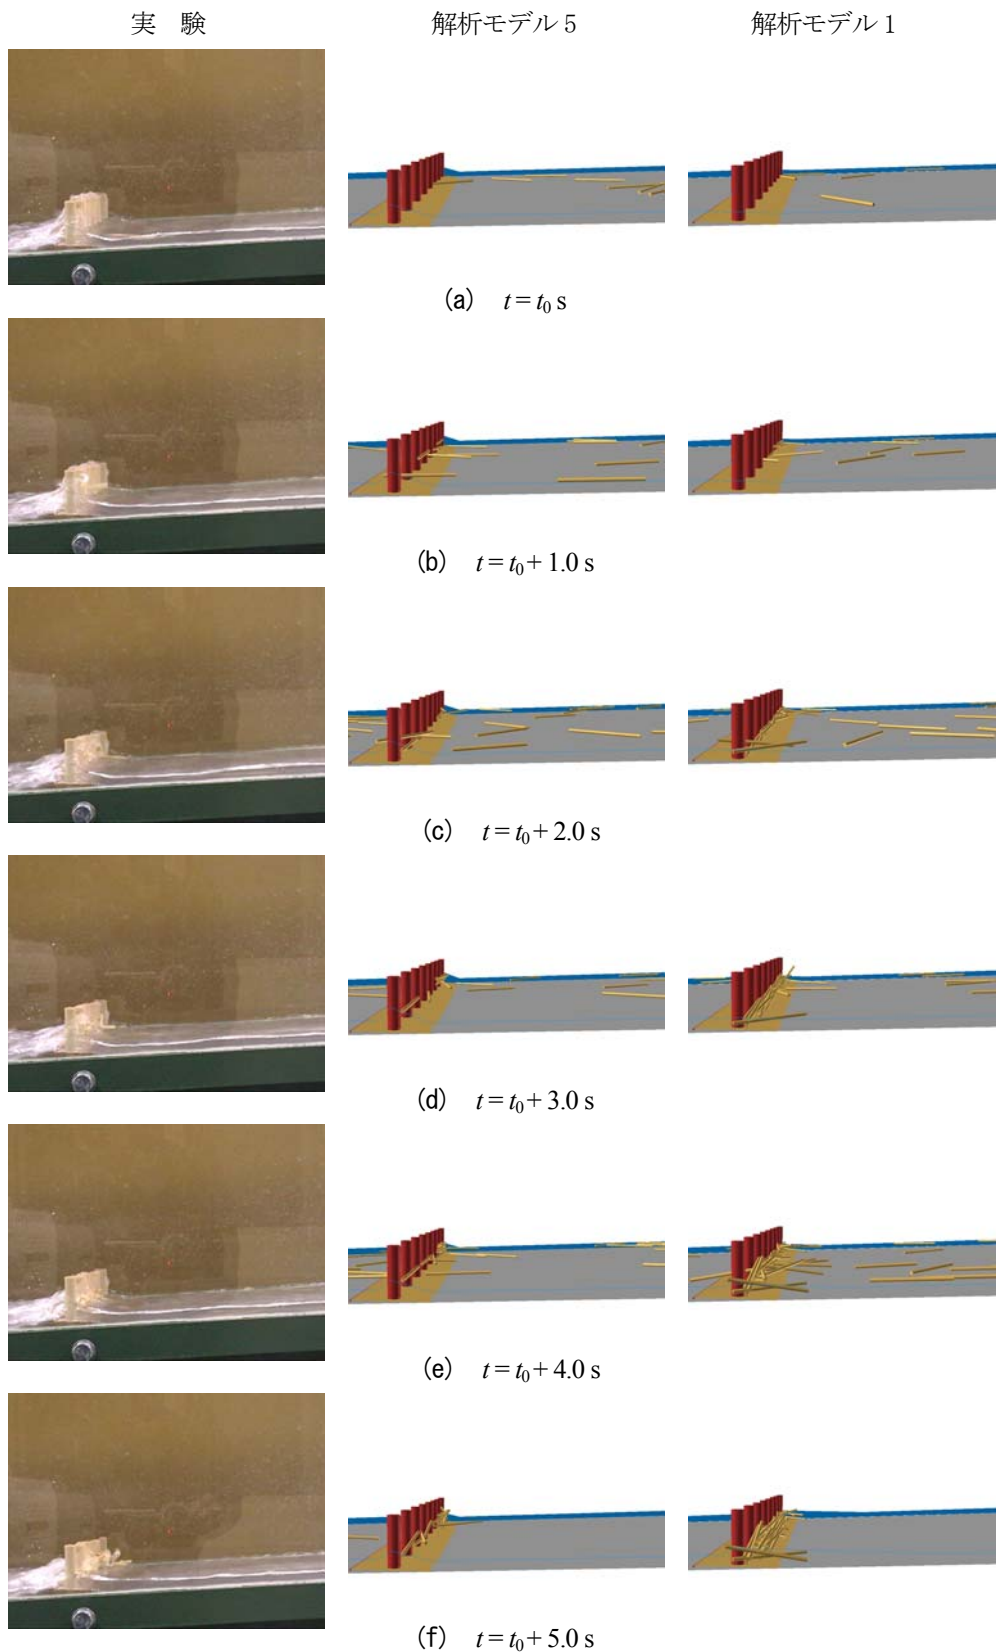 実 験 解析モデル 5 解析モデル 1
(a) t = t0 s
(b) t = t0 + 1.0 s
(c) t = t0 + 2.0 s
(d) t = t0 + 3.0 s
(e) t = t0 + 4.0 s
(f) t = t0 + 5.0 s